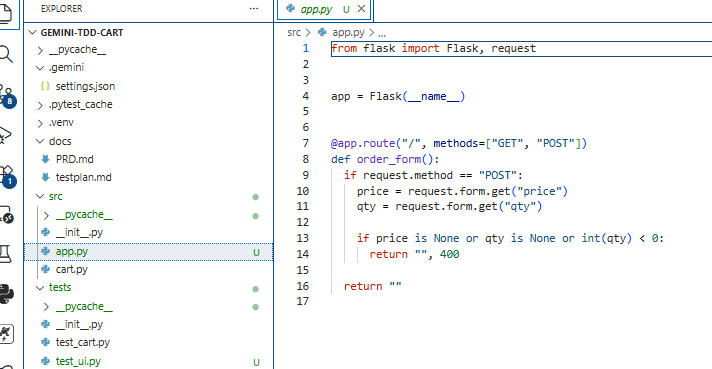 EXPLORER
GEMINI-TDD-CART
__pycache__
.gemini
{} settings.json
.pytest_cache
.venv
docs
PRD.md
testplan.md
src
__pycache__
__init__.py
app.py U
cart.py
tests
__pycache__
__init__.py
test_cart.py
test_ui.py U
8
1
app.py U
src > app.py > ...
1 from flask import Flask, request
2
3
4 app = Flask(__name__)
5
6
7 @app.route("/", methods=["GET", "POST"])
8 def order_form():
9 if request.method == "POST":
10 price = request.form.get("price")
11 qty = request.form.get("qty")
12
13 if price is None or qty is None or int(qty) < 0:
14 return "", 400
15
16 return ""
17